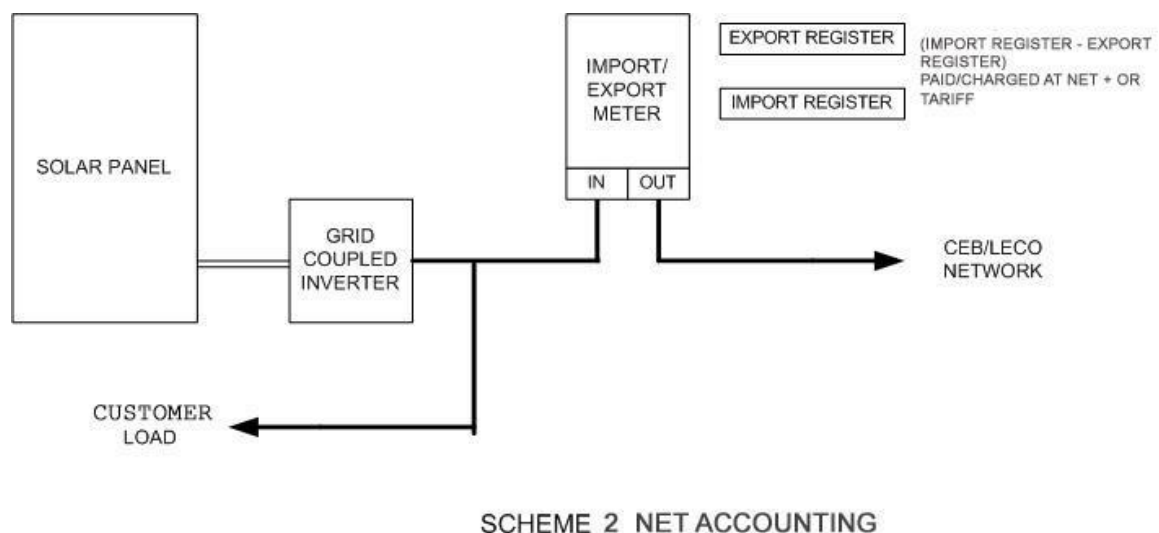 SOLAR PANEL
GRID
COUPLED
INVERTER
IMPORT/
EXPORT
METER
IN
OUT
EXPORT REGISTER
IMPORT REGISTER
(IMPORT REGISTER - EXPORT
REGISTER)
PAID/CHARGED AT NET + OR
TARIFF
CEB/LECO
NETWORK
CUSTOMER
LOAD
SCHEME 2 NET ACCOUNTING